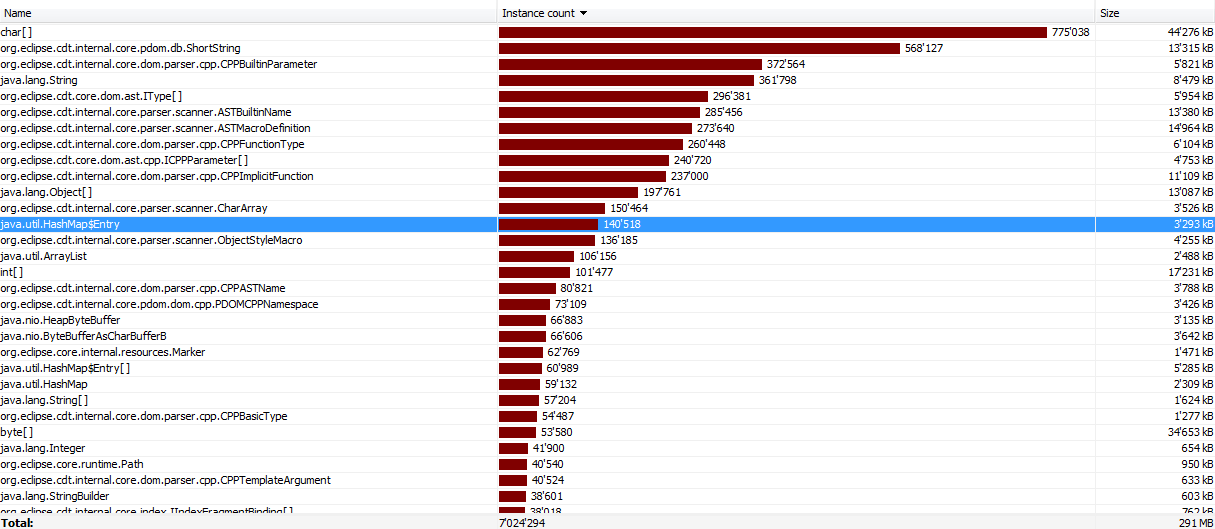 Name Instance count Size
char[] 775'038 44'276 kB
org.eclipse.cdt.internal.core.pdom.db.ShortString 568'127 13'315 kB
org.eclipse.cdt.internal.core.dom.parser.cpp.CPPBuiltinParameter 372'564 5'821 kB
java.lang.String 361'798 8'479 kB
org.eclipse.cdt.core.dom.ast.IType[] 296'381 5'954 kB
org.eclipse.cdt.internal.core.parser.scanner.ASTBuiltinName 285'456 13'380 kB
org.eclipse.cdt.internal.core.parser.scanner.ASTMacroDefinition 273'640 14'964 kB
org.eclipse.cdt.internal.core.dom.parser.cpp.CPPFunctionType 260'448 6'104 kB
org.eclipse.cdt.core.dom.ast.cpp.ICPPParameter[] 240'720 4'753 kB
org.eclipse.cdt.internal.core.dom.parser.cpp.CPPImplicitFunction 237'000 11'109 kB
java.lang.Object[] 197'761 13'087 kB
org.eclipse.cdt.internal.core.parser.scanner.CharArray 150'464 3'526 kB
java.util.HashMap$Entry 140'518 3'293 kB
org.eclipse.cdt.internal.core.parser.scanner.ObjectStyleMacro 136'185 4'255 kB
java.util.ArrayList 106'156 2'488 kB
int[] 101'477 17'231 kB
org.eclipse.cdt.internal.core.dom.parser.cpp.CPPASTName 80'821 3'788 kB
org.eclipse.cdt.internal.core.pdom.dom.cpp.PDOMCPPNamespace 73'109 3'426 kB
java.nio.HeapByteBuffer 66'883 3'135 kB
java.nio.ByteBufferAsCharBufferB 66'606 3'642 kB
org.eclipse.core.internal.resources.Marker 62'769 1'471 kB
java.util.HashMap$Entry[] 60'989 5'285 kB
java.util.HashMap 59'132 2'309 kB
java.lang.String[] 57'204 1'624 kB
org.eclipse.cdt.internal.core.dom.parser.cpp.CPPBasicType 54'487 1'277 kB
byte[] 53'580 34'653 kB
java.lang.Integer 41'900 654 kB
org.eclipse.core.runtime.Path 40'540 950 kB
org.eclipse.cdt.internal.core.dom.parser.cpp.CPPTemplateArgument 40'524 633 kB
java.lang.StringBuilder 38'601 603 kB
org.eclipse.cdt.internal.core.index.IIndexFragmentBinding[] 38'018 762 kB
Total: 7'024'294 291 MB